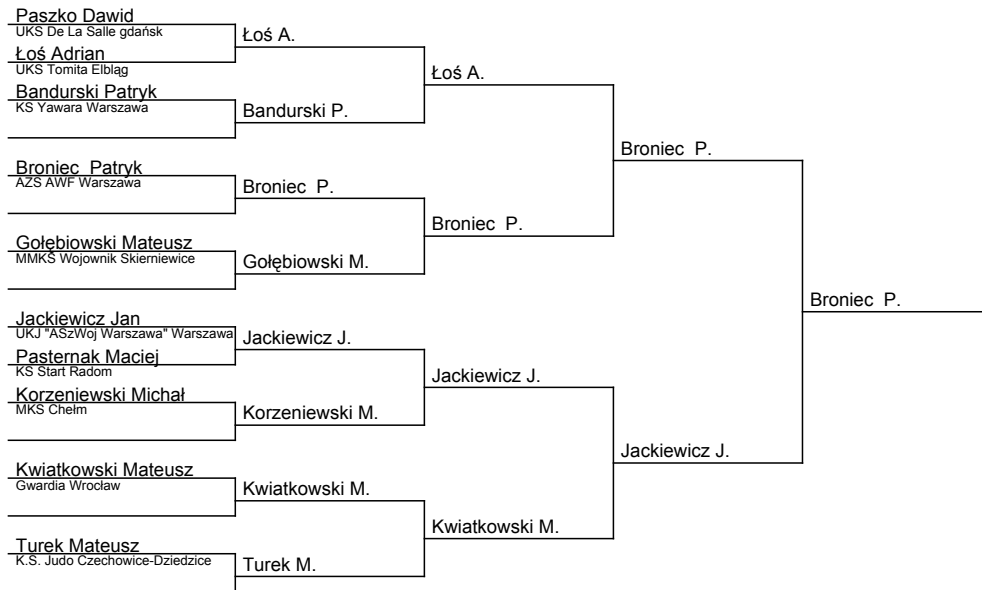 Paszko Dawid
UKS De La Salle gdańsk
Łoś Adrian
UKS Tomita Elbląg
Bandurski Patryk
KS Yawara Warszawa
Broniec  Patryk
AZS AWF Warszawa
Gołębiowski Mateusz
MMKS Wojownik Skierniewice
Jackiewicz Jan
UKJ "ASzWoj Warszawa" Warszawa
Pasternak Maciej
KS Start Radom
Korzeniewski Michał
MKS Chełm
Kwiatkowski Mateusz
Gwardia Wrocław
Turek Mateusz
K.S. Judo Czechowice-Dziedzice
Łoś A.
Bandurski P.
Broniec  P.
Gołębiowski M.
Jackiewicz J.
Korzeniewski M.
Kwiatkowski M.
Turek M.
Łoś A.
Broniec  P.
Jackiewicz J.
Kwiatkowski M.
Broniec  P.
Jackiewicz J.
Broniec  P.